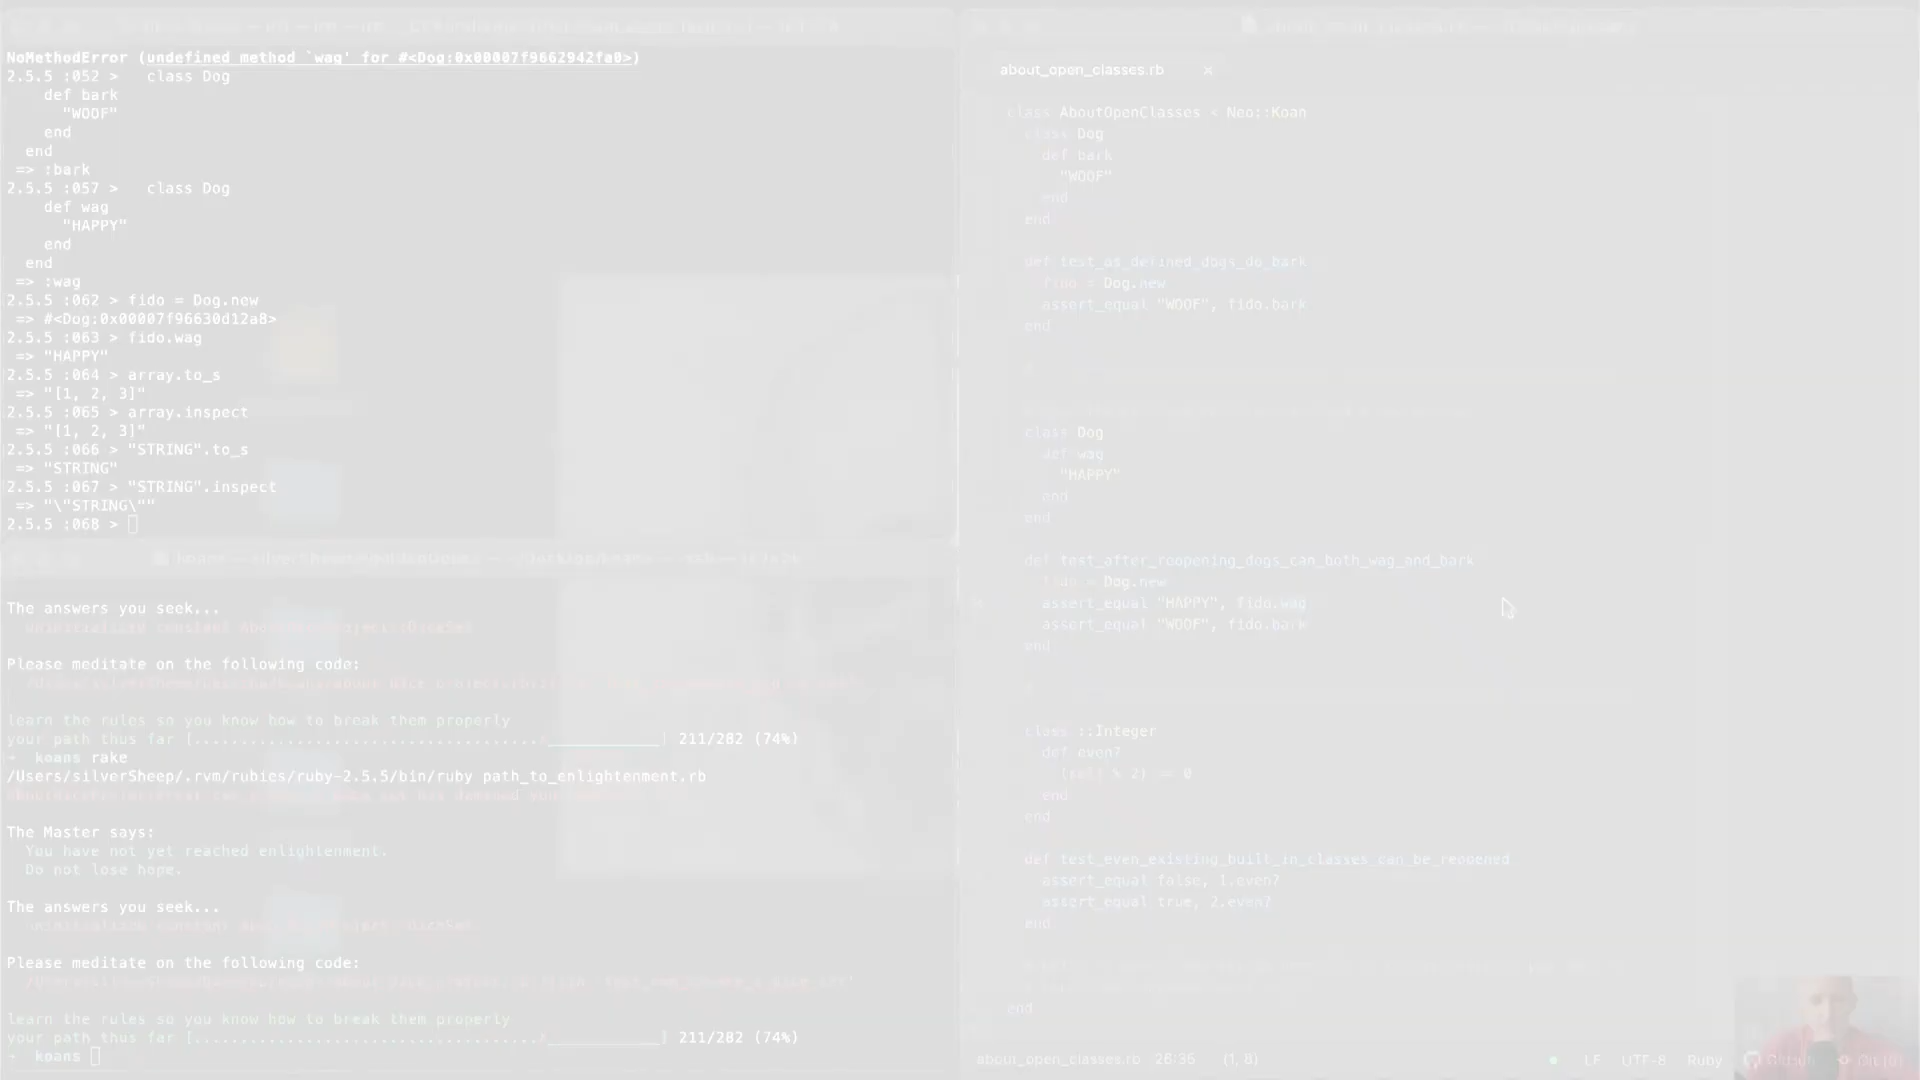 NoMethodError (undefined method `wag' for #<Dog:0x00007f9662942fa0>)
2.5.5 :052 >   class Dog
    def bark
      "WOOF"
    end
  end
 => :bark
2.5.5 :057 >   class Dog
    def wag
      "HAPPY"
    end
  end
 => :wag
2.5.5 :062 > fido = Dog.new
 => #<Dog:0x00007f96630d12a8>
2.5.5 :063 > fido.wag
 => "HAPPY"
2.5.5 :064 > array.to_s
 => "[1, 2, 3]"
2.5.5 :065 > array.inspect
 => "[1, 2, 3]"
2.5.5 :066 > "STRING".to_s
 => "STRING"
2.5.5 :067 > "STRING".inspect
 => "\"STRING\""
2.5.5 :068 >
The answers you seek...
Please meditate on the following code:
learn the rules so you know how to break them properly
your path thus far [......................................._____________] 211/282 (74%)
koans rake
/Users/silverSheep/.rvm/rubies/ruby-2.5.5/bin/ruby path_to_enlightenment.rb
The Master says:
  You have not yet reached enlightenment.
  Do not lose hope.
The answers you seek...
Please meditate on the following code:
learn the rules so you know how to break them properly
your path thus far [......................................._____________] 211/282 (74%)
koans
about_open_classes.rb ×
class AboutOpenClasses < Neo::Koan
  class Dog
    def bark
      "WOOF"
    end
  end
  def test_as_defined_dogs_do_bark
    fido = Dog.new
    assert_equal "WOOF", fido.bark
  end
  class Dog
    def wag
      "HAPPY"
    end
  end
  def test_after_reopening_dogs_can_both_wag_and_bark
    fido = Dog.new
    assert_equal "HAPPY", fido.wag
    assert_equal "WOOF", fido.bark
  end
  class ::Integer
    def even?
      (self % 2) == 0
    end
  end
  def test_even_existing_built_in_classes_can_be_reopened
    assert_equal false, 1.even?
    assert_equal true, 2.even?
  end
end
about_open_classes.rb 26:35 (1, 8) LF UTF-8 Ruby GitHub Git (0)